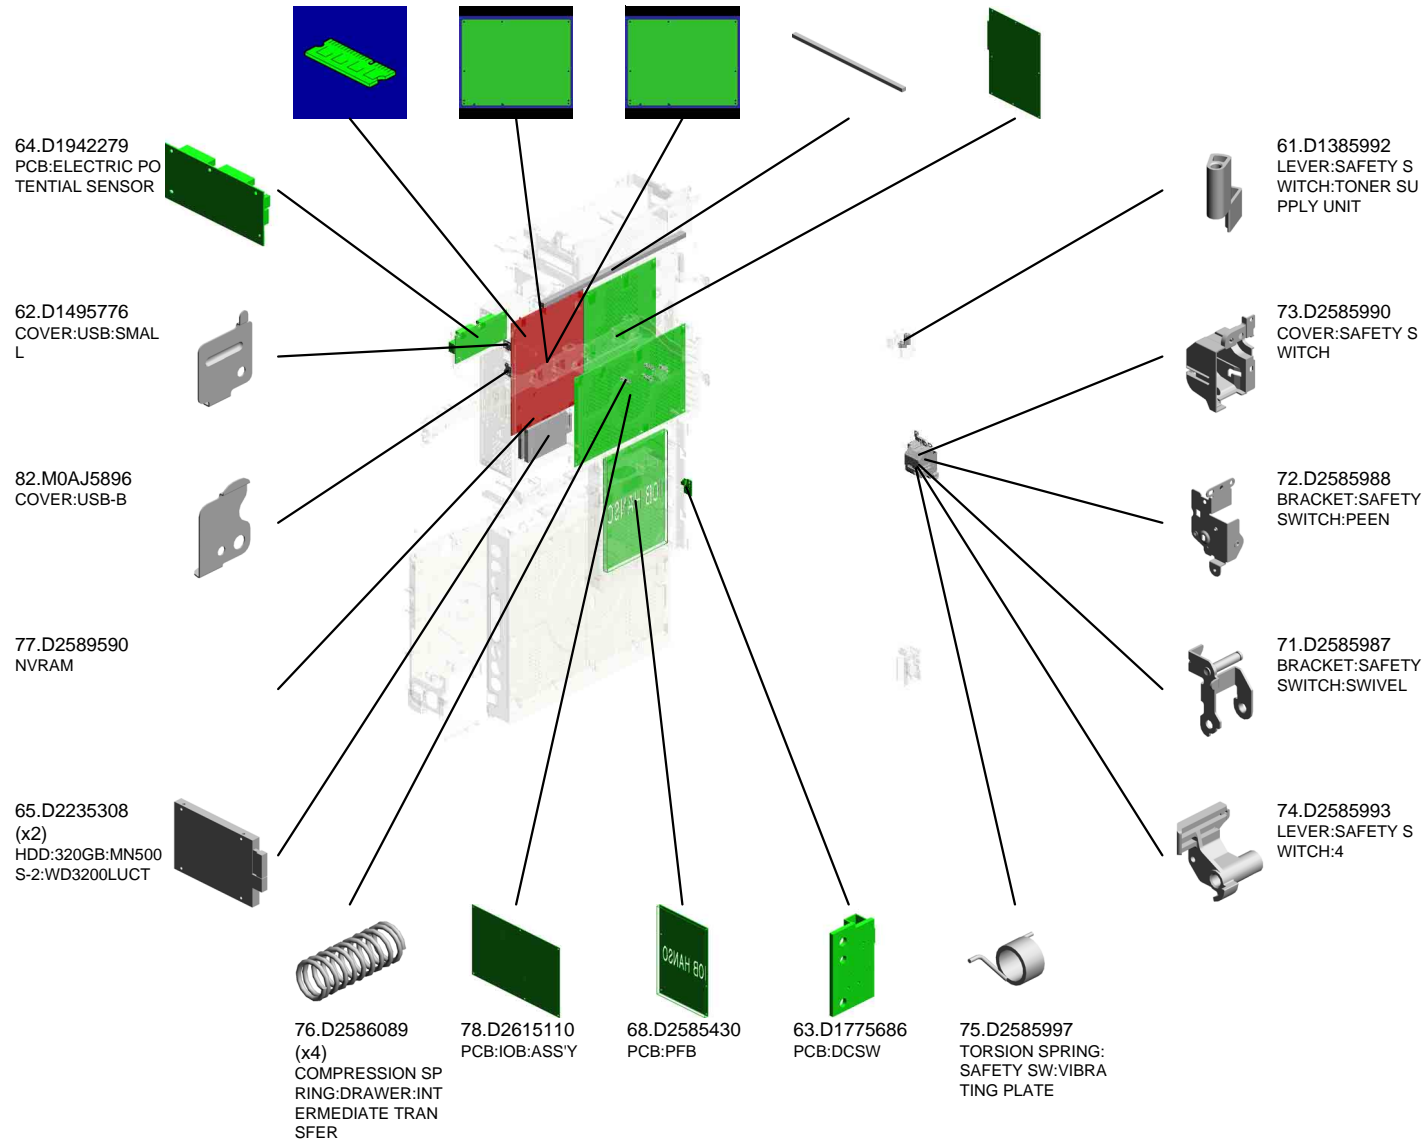 64.D1942279
PCB:ELECTRIC PO
TENTIAL SENSOR
62.D1495776
COVER:USB:SMAL
L
82.M0AJ5896
COVER:USB-B
77.D2589590
NVRAM
65.D2235308
(x2)
HDD:320GB:MN500
S-2:WD3200LUCT
61.D1385992
LEVER:SAFETY S
WITCH:TONER SU
PPLY UNIT
73.D2585990
COVER:SAFETY S
WITCH
72.D2585988
BRACKET:SAFETY
SWITCH:PEEN
71.D2585987
BRACKET:SAFETY
SWITCH:SWIVEL
74.D2585993
LEVER:SAFETY S
WITCH:4
IOB HANSO
IOB HANSO
76.D2586089
(x4)
COMPRESSION SP
RING:DRAWER:INT
ERMEDIATE TRAN
SFER
78.D2615110
PCB:IOB:ASS'Y
68.D2585430
PCB:PFB
63.D1775686
PCB:DCSW
75.D2585997
TORSION SPRING:
SAFETY SW:VIBRA
TING PLATE